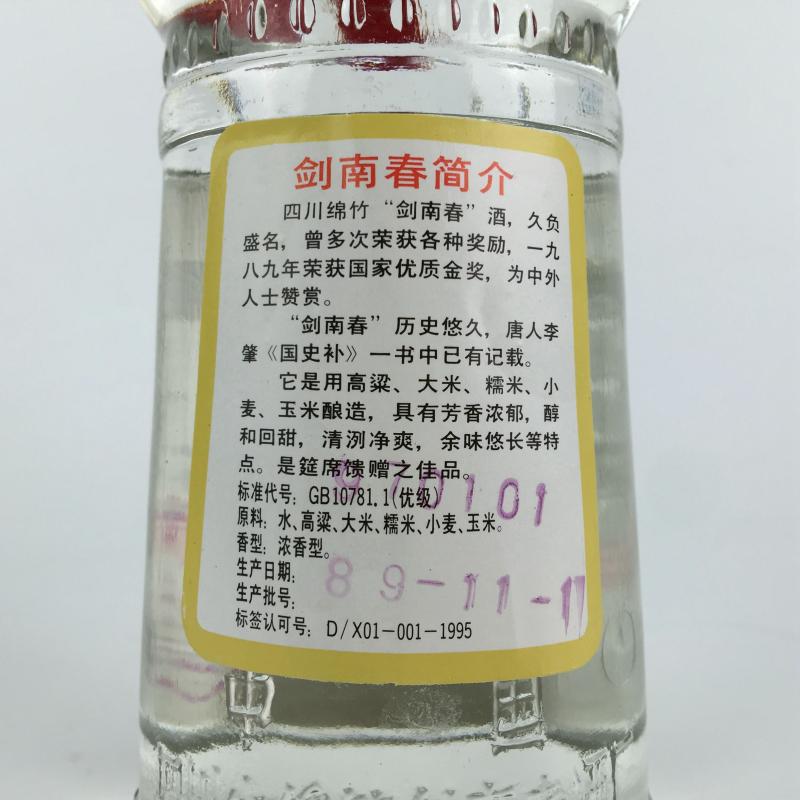 剑南春简介
四川绵竹“剑南春”酒，久负
盛名，曾多次荣获各种奖励，一九
八九年荣获国家优质金奖，为中外
人士赞赏。
“剑南春”历史悠久，唐人李
肇《国史补》一书中已有记载。
它是用高粱、大米、糯米、小
麦、玉米酿造，具有芳香浓郁，醇
和回甜，清洌净爽，余味悠长等特
点。是筵席馈赠之佳品。
970101
标准代号：GB10781.1(优级)
原料：水、高粱、大米、糯米、小麦、玉米。
香型：浓香型。
生产日期：
89-11-11
生产批号：
标签认可号：D/X01-001-1995